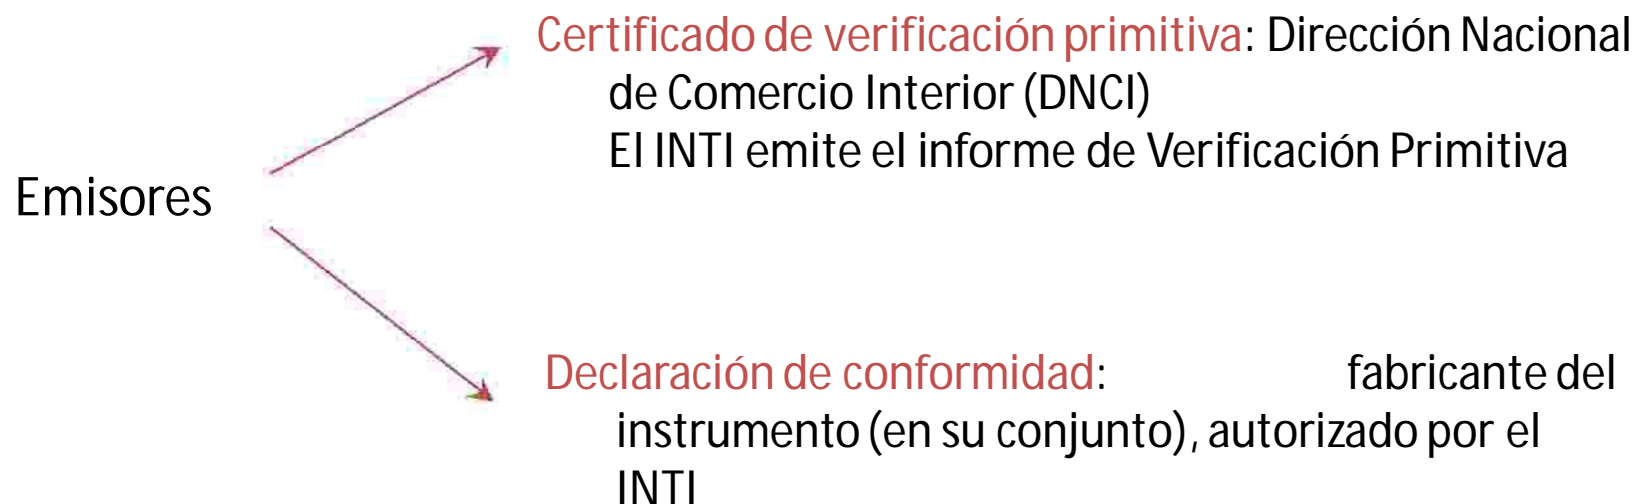 Certificado de verificación primitiva: Dirección Nacional
de Comercio Interior (DNCI)
El INTI emite el informe de Verificación Primitiva
Emisores
Declaración de conformidad: fabricante del
instrumento (en su conjunto), autorizado por el
INTI